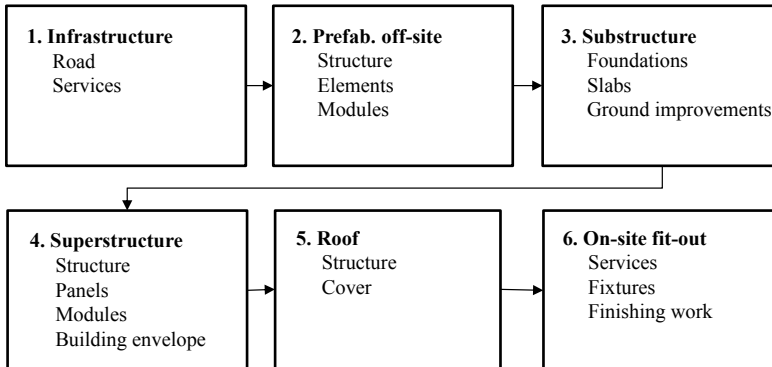 1. Infrastructure
Road
Services
2. Prefab. off-site
Structure
Elements
Modules
3. Substructure
Foundations
Slabs
Ground improvements
4. Superstructure
Structure
Panels
Modules
Building envelope
5. Roof
Structure
Cover
6. On-site fit-out
Services
Fixtures
Finishing work